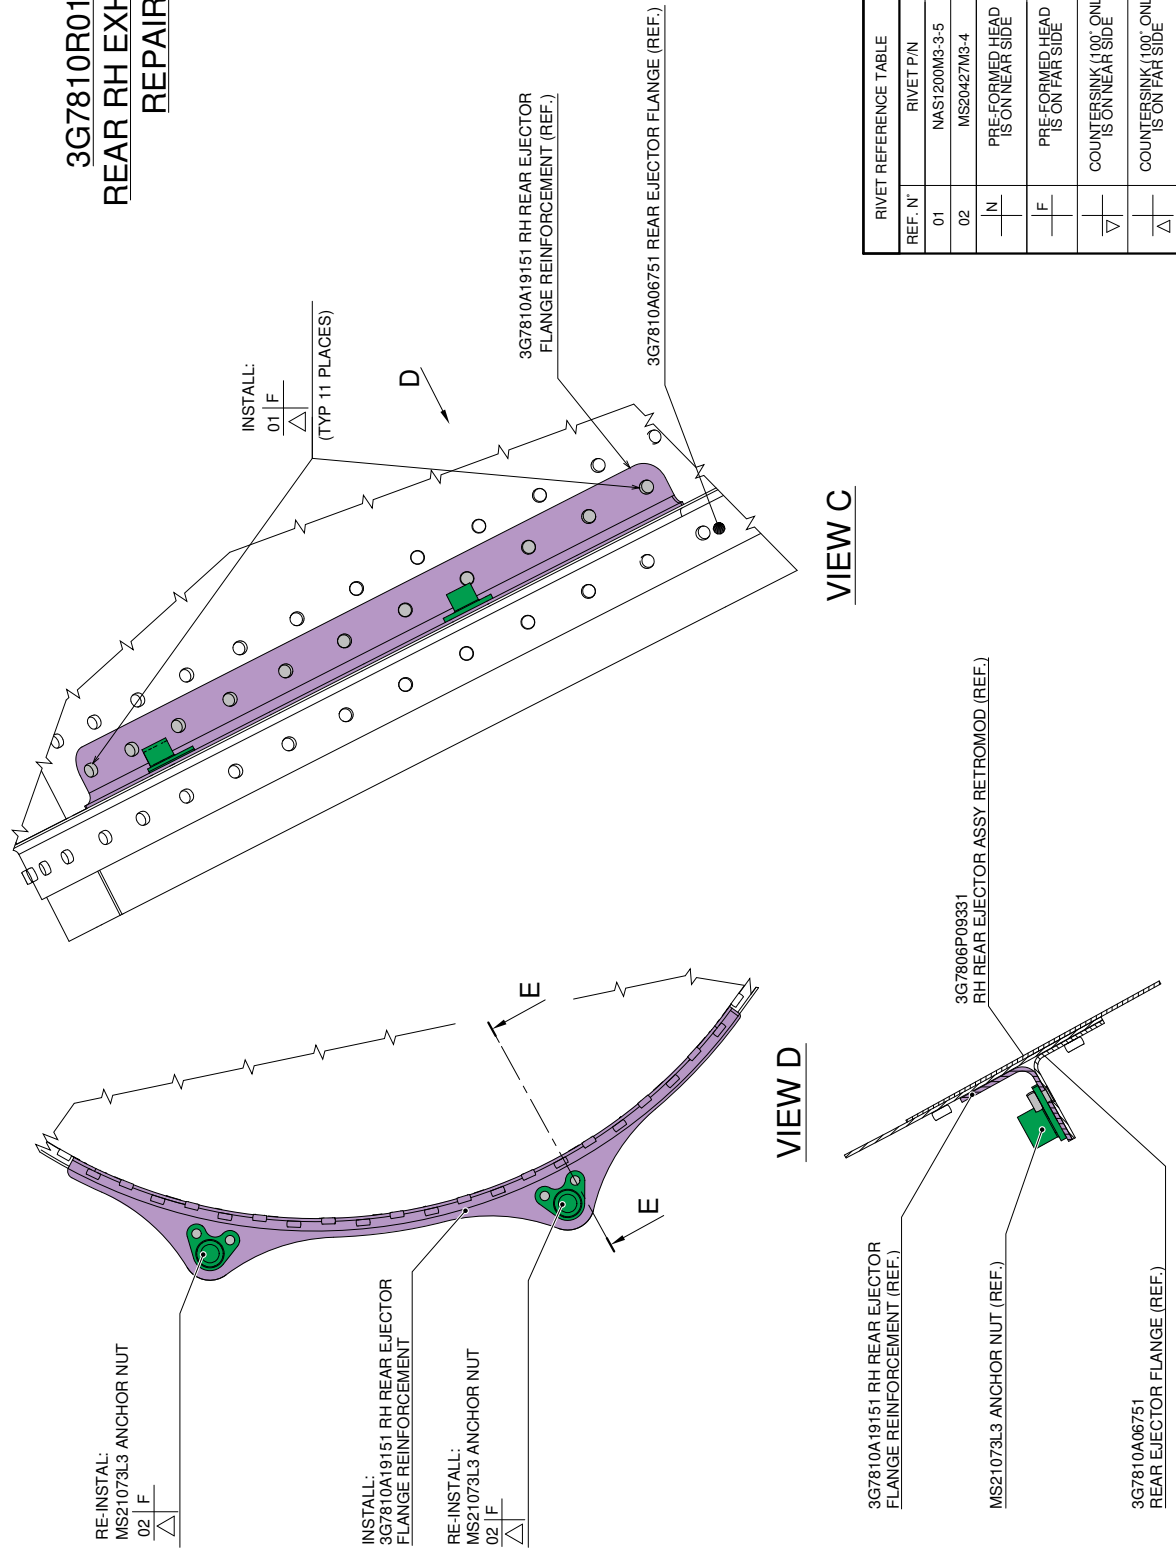 3G7810R01
REAR RH EXH
REPAIR
INSTALL:
01 F
(TYP 11 PLACES)
D
3G7810A19151 RH REAR EJECTOR
FLANGE REINFORCEMENT (REF.)
3G7810A06751 REAR EJECTOR FLANGE (REF.)
VIEW C
RE-INSTAL:
MS21073L3 ANCHOR NUT
02 F
INSTALL:
3G7810A19151 RH REAR EJECTOR
FLANGE REINFORCEMENT
RE-INSTALL:
MS21073L3 ANCHOR NUT
02 F
E
E
VIEW D
3G7806P09331
RH REAR EJECTOR ASSY RETROMOD (REF.)
3G7810A19151 RH REAR EJECTOR
FLANGE REINFORCEMENT (REF.)
MS21073L3 ANCHOR NUT (REF.)
3G7810A06751
REAR EJECTOR FLANGE (REF.)
RIVET REFERENCE TABLE
REF. N° RIVET P/N
01 NAS1200M3-3-5
02 MS20427M3-4
N PRE-FORMED HEAD
IS ON NEAR SIDE
F PRE-FORMED HEAD
IS ON FAR SIDE
COUNTERSINK (100° ONL
IS ON NEAR SIDE
COUNTERSINK (100° ONL
IS ON FAR SIDE